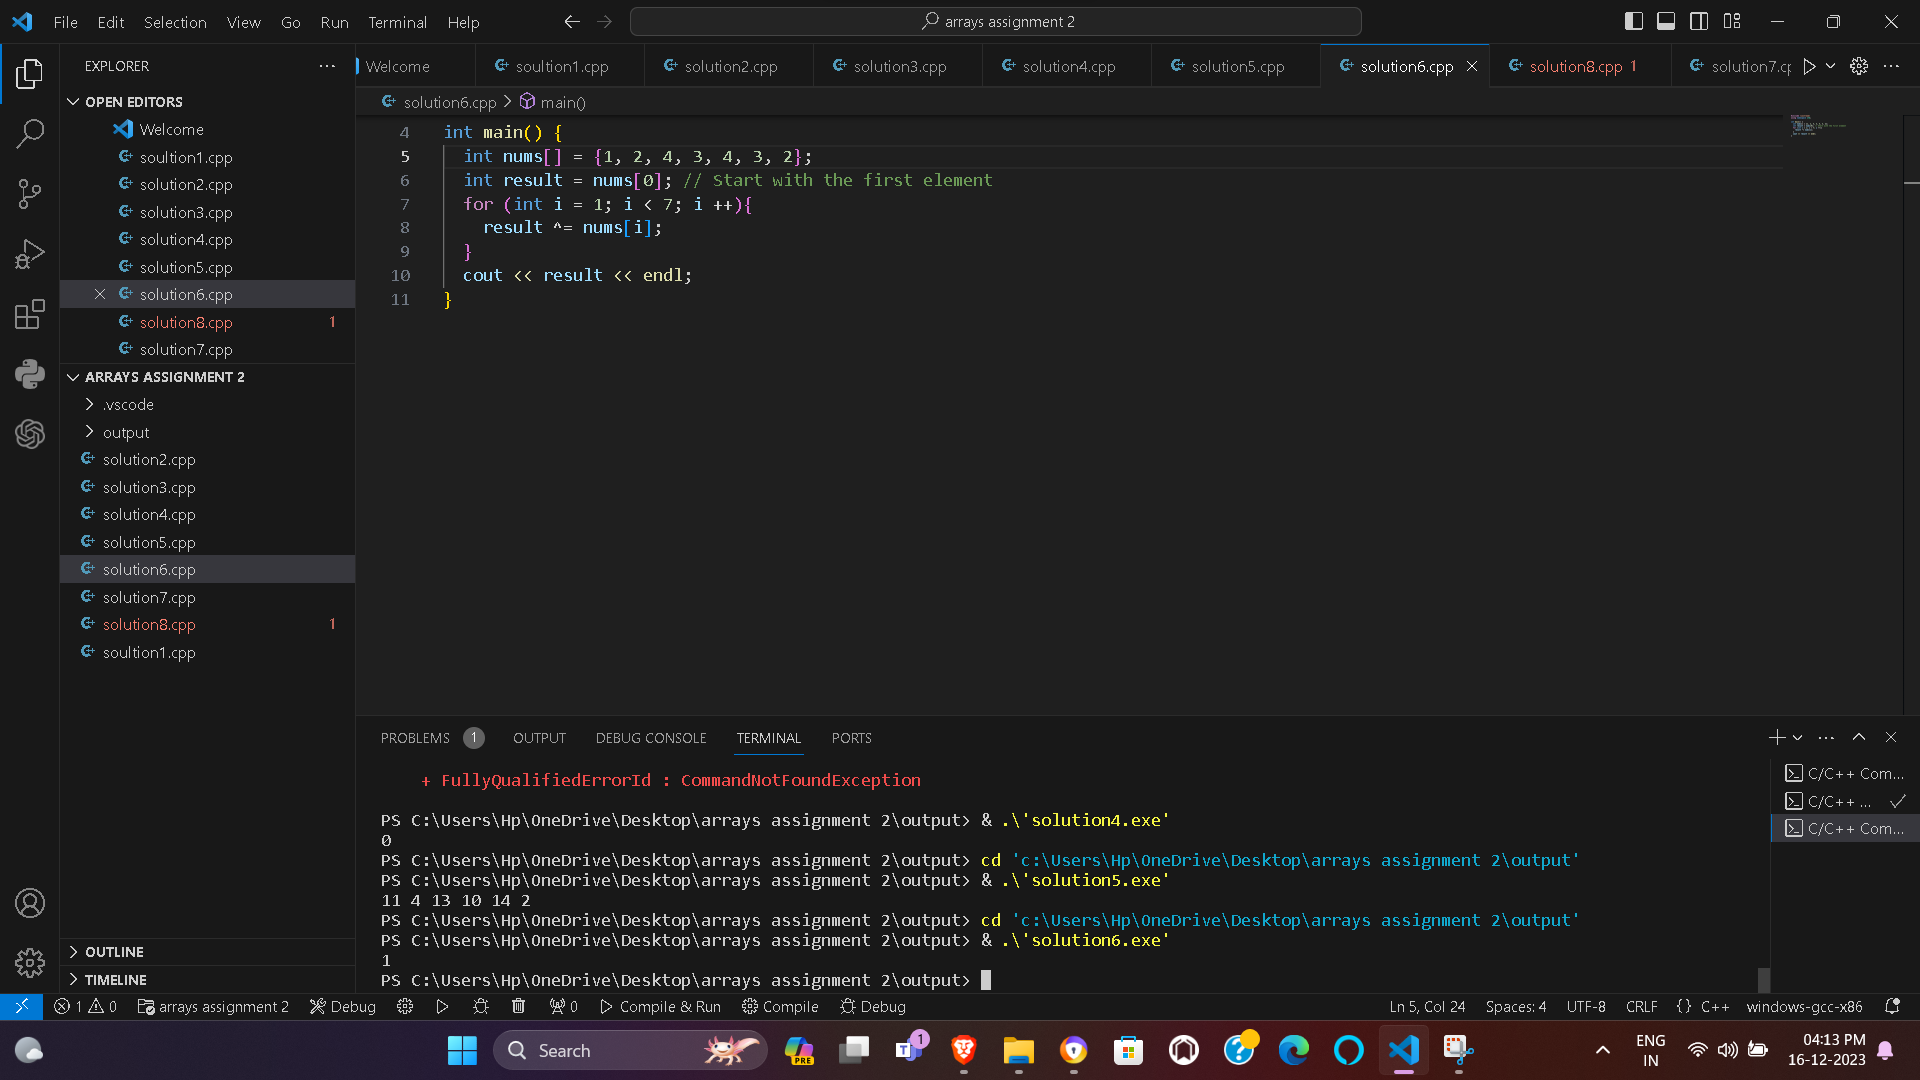 File Edit Selection View Go Run Terminal Help
arrays assignment 2
EXPLORER
OPEN EDITORS
Welcome
soultion1.cpp
solution2.cpp
solution3.cpp
solution4.cpp
solution5.cpp
solution6.cpp
solution8.cpp 1
solution7.cpp
ARRAYS ASSIGNMENT 2
.vscode
output
solution2.cpp
solution3.cpp
solution4.cpp
solution5.cpp
solution6.cpp
solution7.cpp
solution8.cpp 1
soultion1.cpp
OUTLINE
TIMELINE
Welcome soultion1.cpp solution2.cpp solution3.cpp solution4.cpp solution5.cpp solution6.cpp solution8.cpp 1 solution7.cp
solution6.cpp > main()
4 int main() {
5 int nums[] = {1, 2, 4, 3, 4, 3, 2};
6 int result = nums[0]; // Start with the first element
7 for (int i = 1; i < 7; i ++){
8 result ^= nums[i];
9 }
10 cout << result << endl;
11 }
PROBLEMS 1 OUTPUT DEBUG CONSOLE TERMINAL PORTS
+ FullyQualifiedErrorId : CommandNotFoundException
PS C:\Users\Hp\OneDrive\Desktop\arrays assignment 2\output> & .\'solution4.exe'
0
PS C:\Users\Hp\OneDrive\Desktop\arrays assignment 2\output> cd 'c:\Users\Hp\OneDrive\Desktop\arrays assignment 2\output'
PS C:\Users\Hp\OneDrive\Desktop\arrays assignment 2\output> & .\'solution5.exe'
11 4 13 10 14 2
PS C:\Users\Hp\OneDrive\Desktop\arrays assignment 2\output> cd 'c:\Users\Hp\OneDrive\Desktop\arrays assignment 2\output'
PS C:\Users\Hp\OneDrive\Desktop\arrays assignment 2\output> & .\'solution6.exe'
1
PS C:\Users\Hp\OneDrive\Desktop\arrays assignment 2\output>
C/C++ Com...
C/C++ ...
C/C++ Com...
1 0 arrays assignment 2 Debug 0 Compile & Run Compile Debug Ln 5, Col 24 Spaces: 4 UTF-8 CRLF {} C++ windows-gcc-x86
Search PRE 1 ENG 04:13 PM
IN 16-12-2023